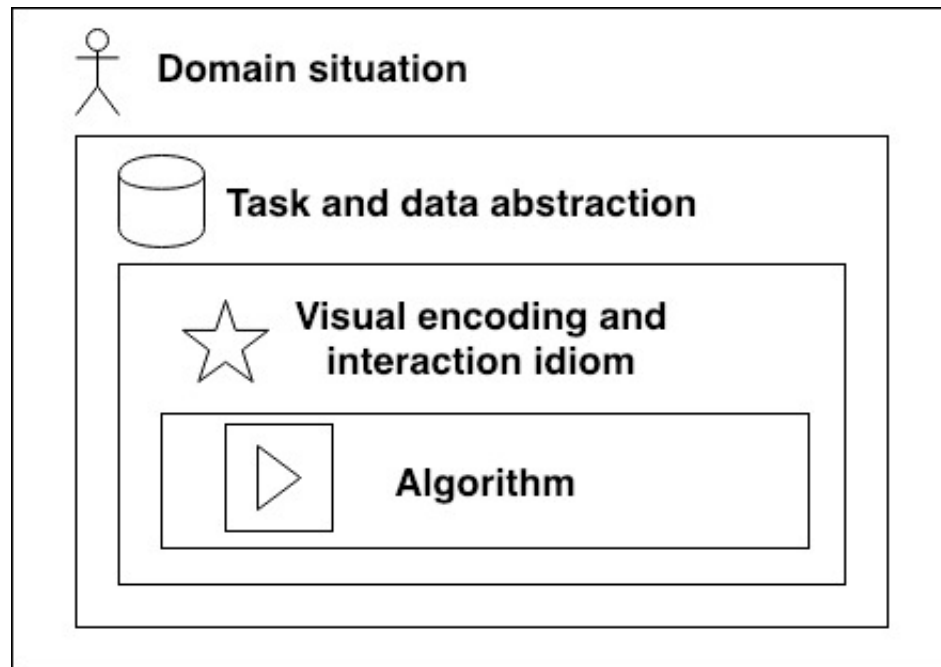 Domain situation
Task and data abstraction
Visual encoding and
interaction idiom
Algorithm